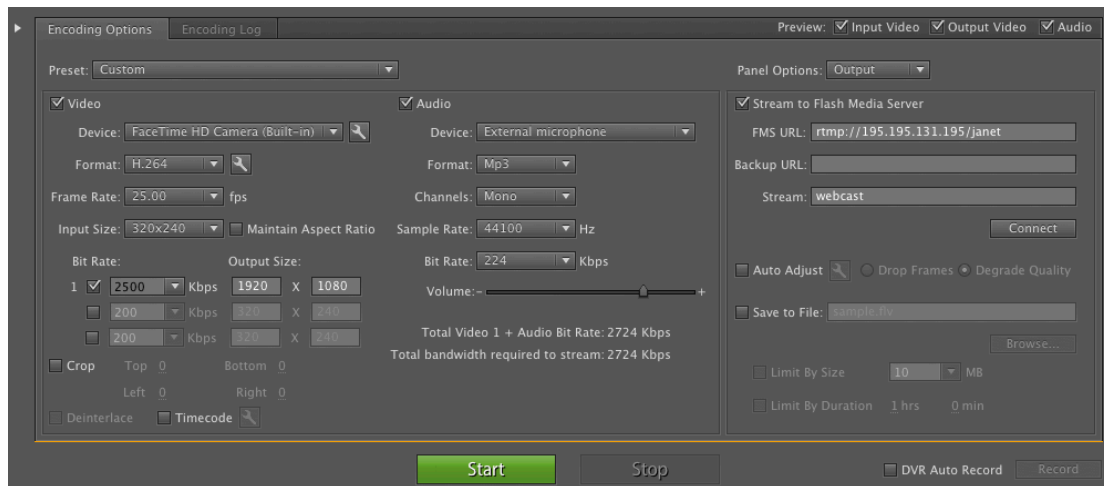 Encoding Options Encoding Log Preview: Input Video Output Video Audio
Preset: Custom Panel Options: Output
Video Audio Stream to Flash Media Server
Device: FaceTime HD Camera (Built-in) Device: External microphone FMS URL: rtmp://195.195.131.195/janet
Format: H.264 Format: Mp3 Backup URL:
Frame Rate: 25.00 fps Channels: Mono Stream: webcast
Input Size: 320x240 Maintain Aspect Ratio Sample Rate: 44100 Hz Connect
Bit Rate: Output Size: Bit Rate: 224 Kbps Auto Adjust Drop Frames Degrade Quality
1 2500 Kbps 1920 X 1080 Volume: - +
200 Kbps 320 X 240 Save to File: sample.flv
200 Kbps 320 X 240 Total Video 1 + Audio Bit Rate: 2724 Kbps Browse...
Total bandwidth required to stream: 2724 Kbps
Crop Top 0 Bottom 0 Limit By Size 10 MB
Left 0 Right 0 Limit By Duration 1 hrs 0 min
Deinterlace Timecode
Start Stop DVR Auto Record Record